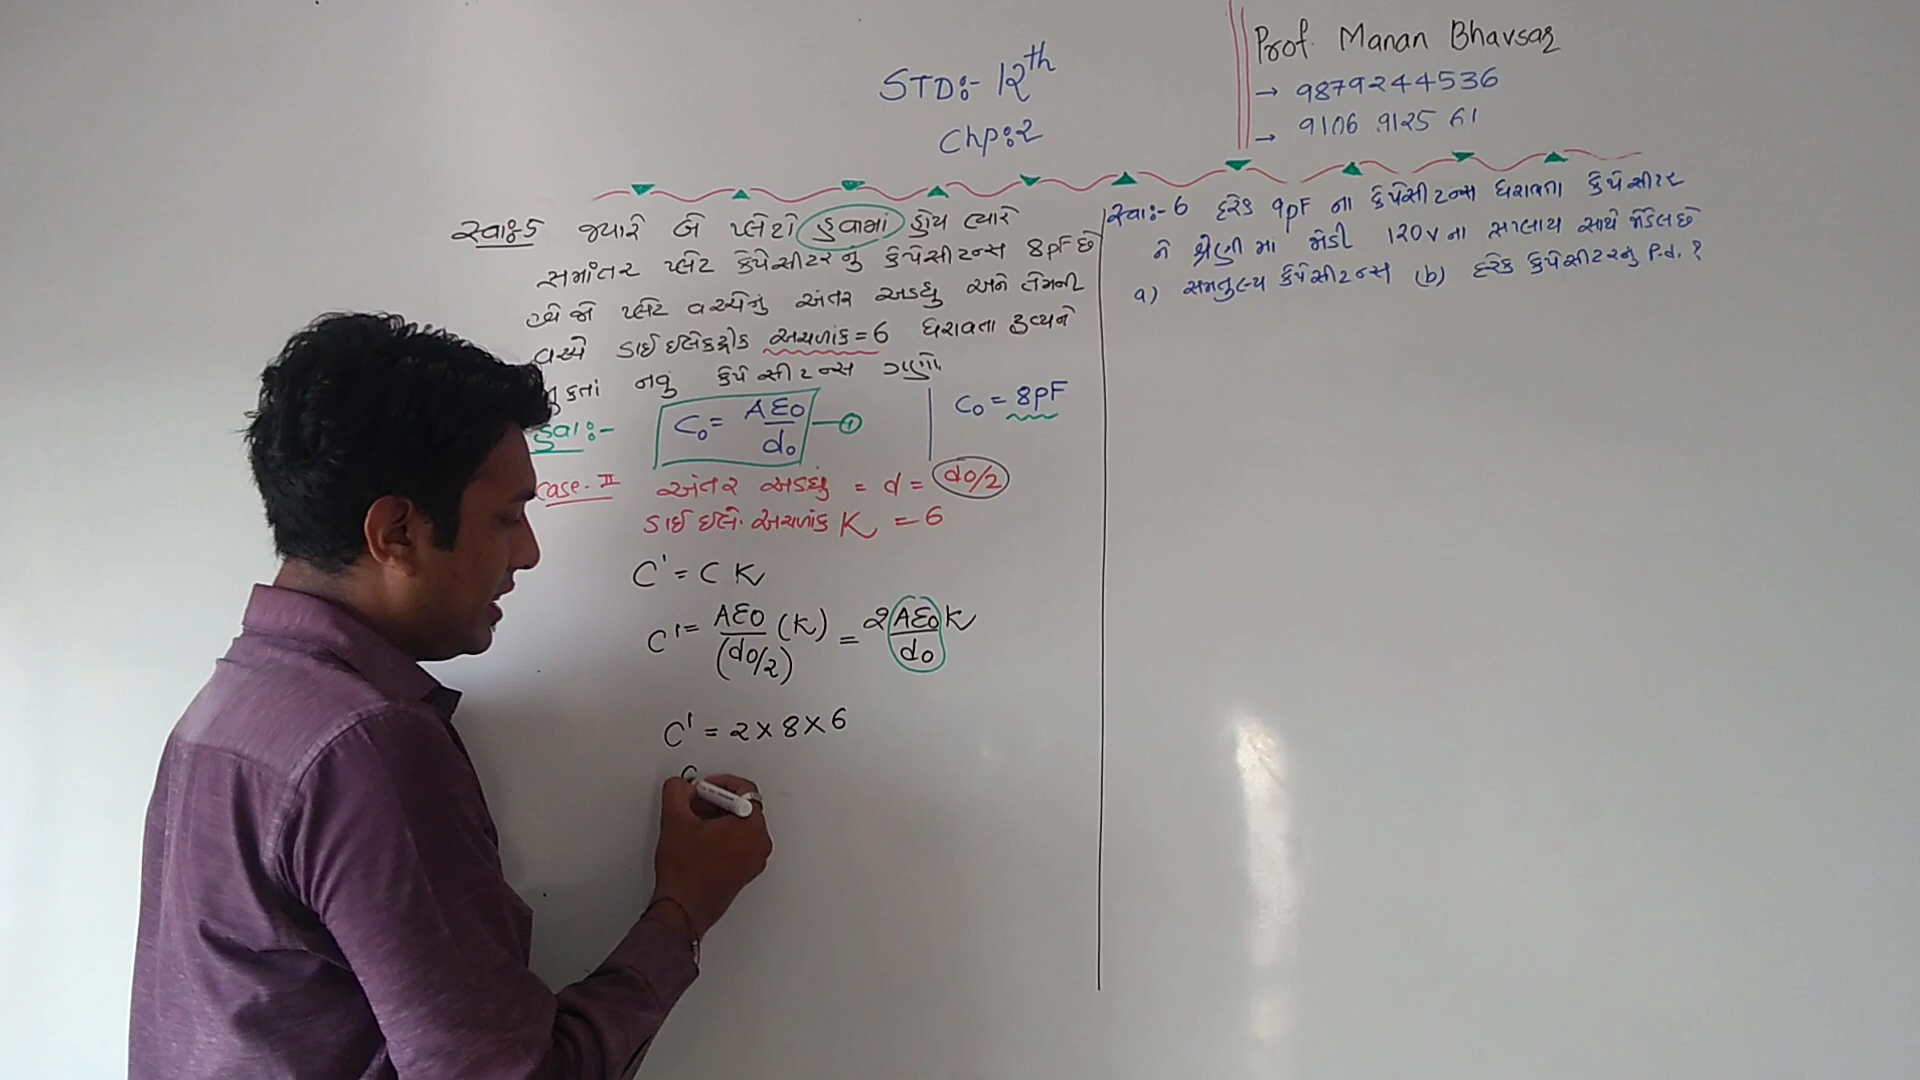 STD:- 12th
Chp:2
Prof. Manan Bhavsar
→ 9879244536
→ 9106 9125 61
સ્વા:5 જ્યારે બે પ્લેટો હવામાં હોય ત્યારે
સમાંતર પ્લેટ કેપેસીટરનું કેપેસીટન્સ 8pF છે
જો પ્લેટ વચ્ચેનું અંતર અડધું અને તેમની
વચ્ચે ડાઈ ઈલેક્ટ્રીક અચળાંક = 6 ધરાવતા દ્રવ્યને
મુકતાં નવું કેપેસીટન્સ ગણો
હવા:-
C₀ = Aε₀/d₀ —①
C₀ = 8pF
Case-II અંતર અડધું = d = d₀/2
ડાઈ ઈલે. અચળાંક K = 6
C' = C K
C' = Aε₀/(d₀/2) (K) = 2 Aε₀/d₀ K
C' = 2 × 8 × 6
સ્વા:-6 દરેક 9pF ના કેપેસીટન્સ ધરાવતા કેપેસીટર
ને શ્રેણી મા જોડી 120V ના સપ્લાય સાથે જોડેલ છે
a) સમતુલ્ય કેપેસીટન્સ (b) દરેક કેપેસીટરનું P.d. ?